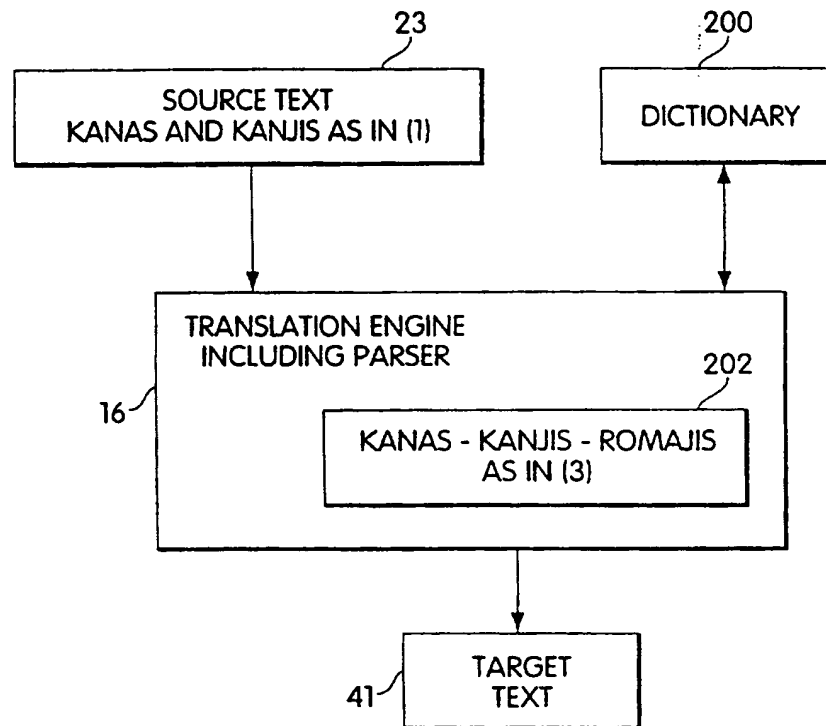 23
200
SOURCE TEXT
KANAS AND KANJIS AS IN (1)
DICTIONARY
TRANSLATION ENGINE
INCLUDING PARSER
202
16
KANAS - KANJIS - ROMAJIS
AS IN (3)
TARGET
TEXT
41